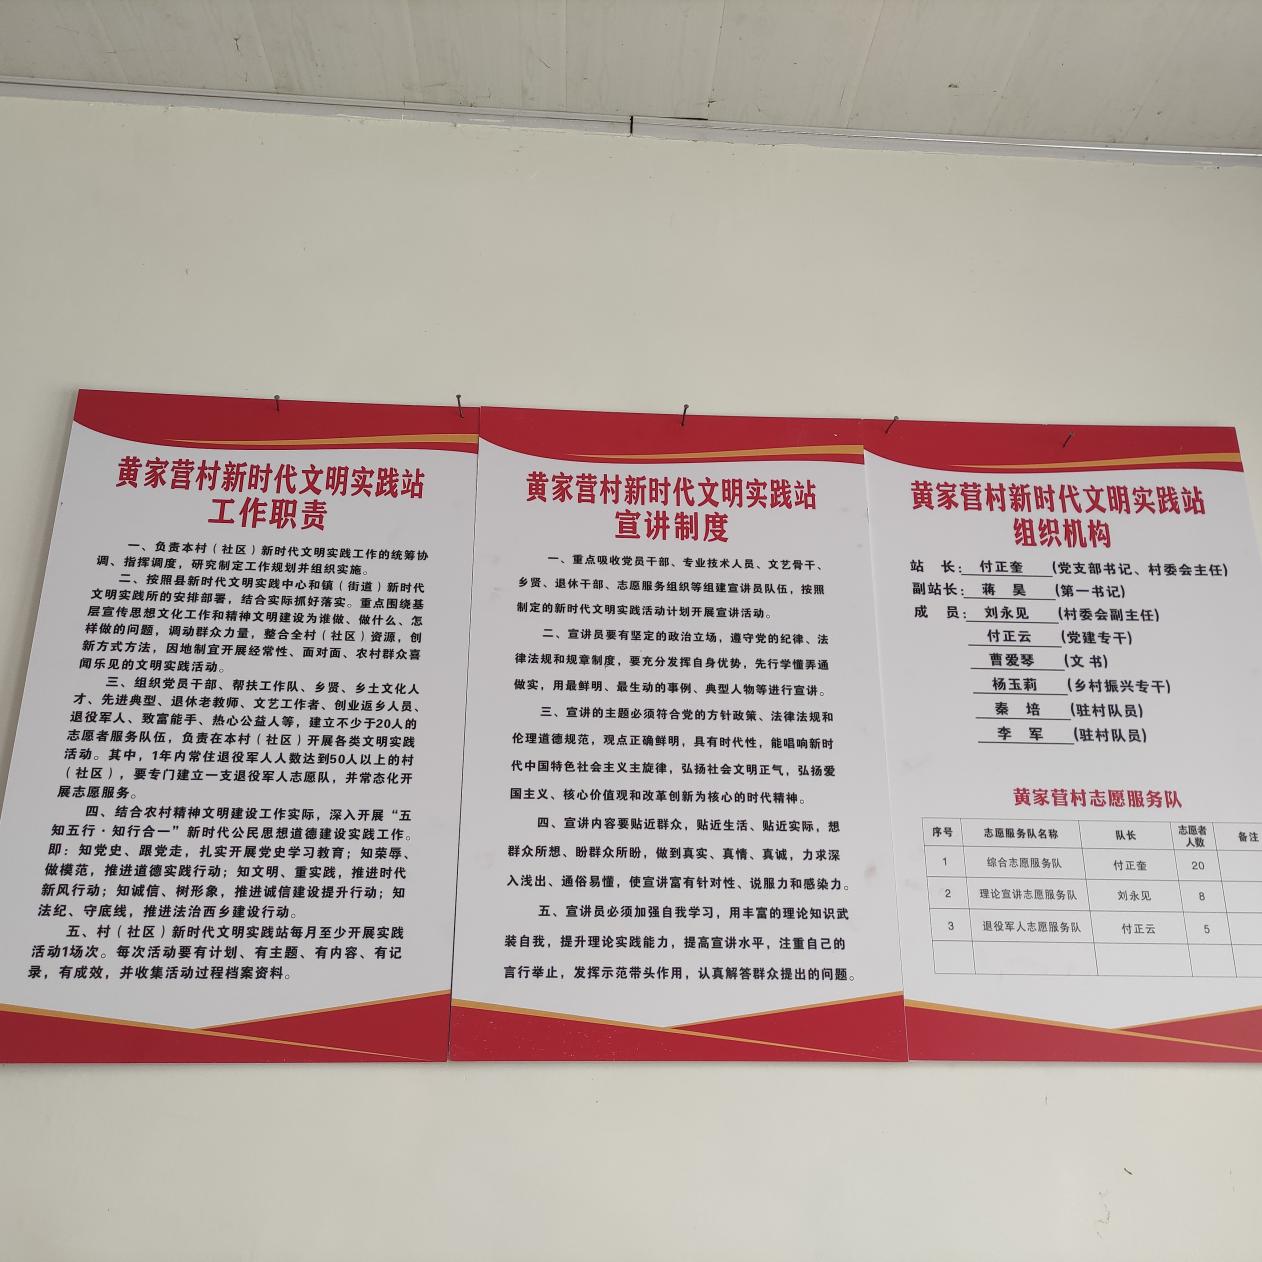 黄家营村新时代文明实践站
工作职责
一、负责本村（社区）新时代文明实践工作的统筹协
调、指挥调度，研究制定工作规划并组织实施。
二、按照县新时代文明实践中心和镇（街道）新时代
文明实践所的安排部署，结合实际抓好落实。重点围绕基
层宣传思想文化工作和精神文明建设为谁做、做什么、怎
样做的问题，调动群众力量，整合全村（社区）资源，创
新方式方法，因地制宜开展经常性、面对面、农村群众喜
闻乐见的文明实践活动。
三、组织党员干部、帮扶工作队、乡贤、乡土文化人
才、先进典型、退休老教师、文艺工作者、创业返乡人员、
退役军人、致富能手、热心公益人等，建立不少于20人的
志愿者服务队伍，负责在本村（社区）开展各类文明实践
活动。其中，1年内常住退役军人人数达到50人以上的村
（社区），要专门建立一支退役军人志愿队，并常态化开
展志愿服务。
四、结合农村精神文明建设工作实际，深入开展“五
知五行·知行合一”新时代公民思想道德建设实践工作。
即：知党史、跟党走，扎实开展党史学习教育；知荣辱、
做模范，推进道德实践行动；知文明、重实践，推进时代
新风行动；知诚信、树形象，推进诚信建设提升行动；知
法纪、守底线，推进法治西乡建设行动。
五、村（社区）新时代文明实践站每月至少开展实践
活动1场次。每次活动要有计划、有主题、有内容、有记
录，有成效，并收集活动过程档案资料。
黄家营村新时代文明实践站
宣讲制度
一、重点吸收党员干部、专业技术人员、文艺骨干、
乡贤、退休干部、志愿服务组织等组建宣讲员队伍，按照
制定的新时代文明实践活动计划开展宣讲活动。
二、宣讲员要有坚定的政治立场，遵守党的纪律、法
律法规和规章制度，要充分发挥自身优势，先行学懂弄通
做实，用最鲜明、最生动的事例、典型人物等进行宣讲。
三、宣讲的主题必须符合党的方针政策、法律法规和
伦理道德规范，观点正确鲜明，具有时代性，能唱响新时
代中国特色社会主义主旋律，弘扬社会文明正气，弘扬爱
国主义、核心价值观和改革创新为核心的时代精神。
四、宣讲内容要贴近群众，贴近生活、贴近实际，想
群众所想、盼群众所盼，做到真实、真情、真诚，力求深
入浅出、通俗易懂，使宣讲富有针对性、说服力和感染力。
五、宣讲员必须加强自我学习，用丰富的理论知识武
装自我，提升理论实践能力，提高宣讲水平，注重自己的
言行举止，发挥示范带头作用，认真解答群众提出的问题。
黄家营村新时代文明实践站
组织机构
站 长: 付正奎 (党支部书记、村委会主任)
副站长: 蒋 昊 (第一书记)
成 员: 刘永见 (村委会副主任)
付正云 (党建专干)
曹爱琴 (文 书)
杨玉莉 (乡村振兴专干)
秦 培 (驻村队员)
李 军 (驻村队员)
黄家营村志愿服务队
序号 志愿服务队名称 队长 志愿者人数 备注
1 综合志愿服务队 付正奎 20
2 理论宣讲志愿服务队 刘永见 8
3 退役军人志愿服务队 付正云 5